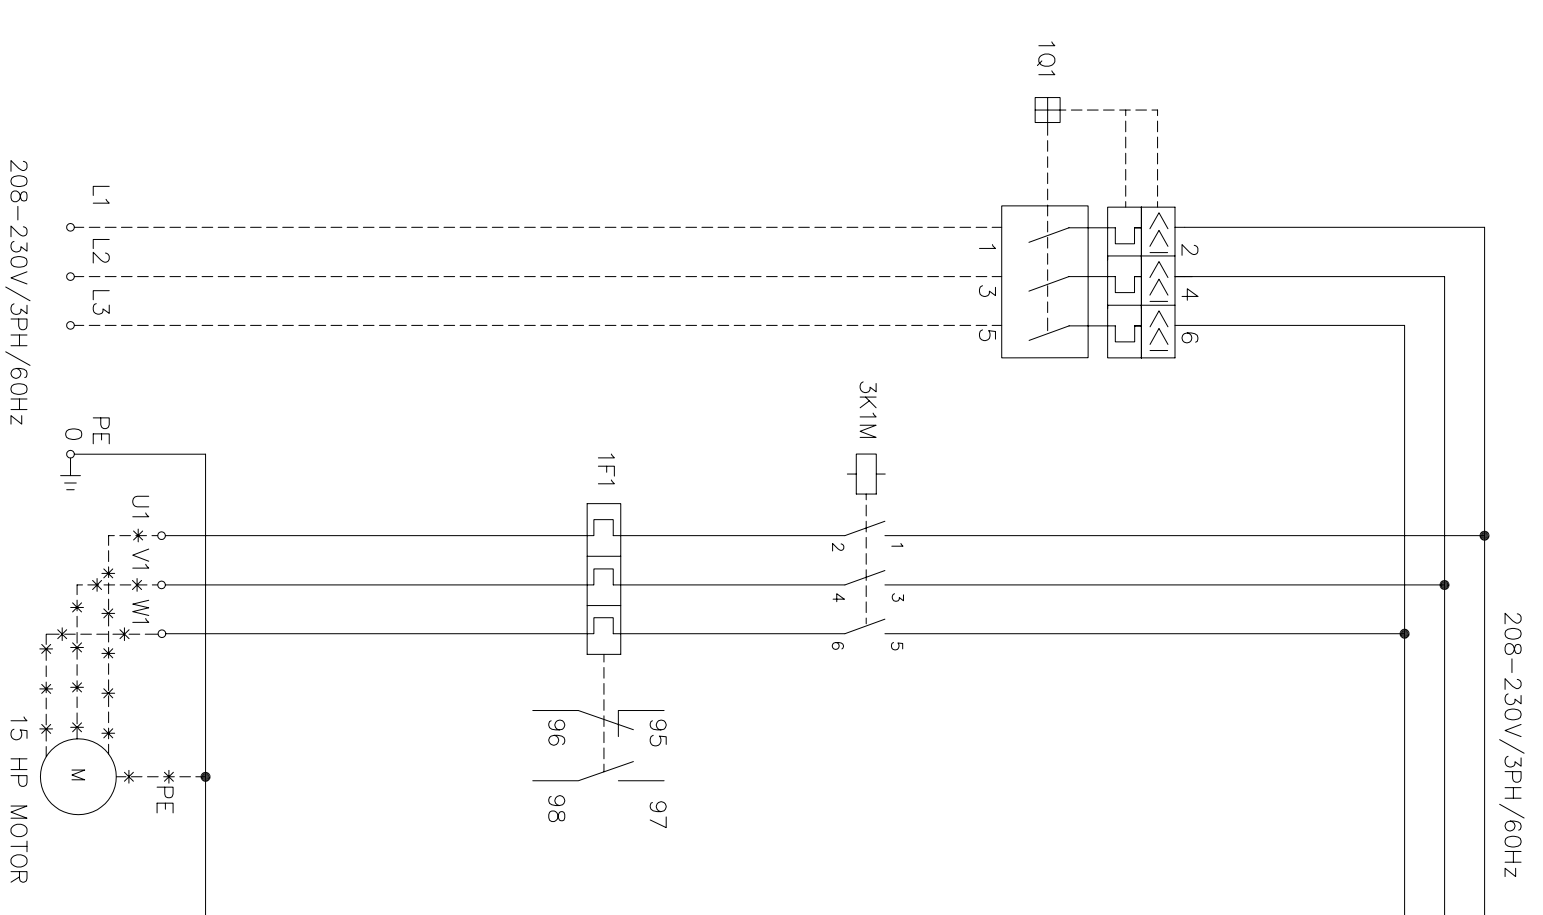 1Q1
208-230V/3PH/60Hz
L1
L2
L3
1
3
5
2
4
6
3K1M
PE
0
1F1
U1
V1
W1
2
4
6
1
3
5
208-230V/3PH/60Hz
95
96
97
98
M
PE
15 HP MOTOR